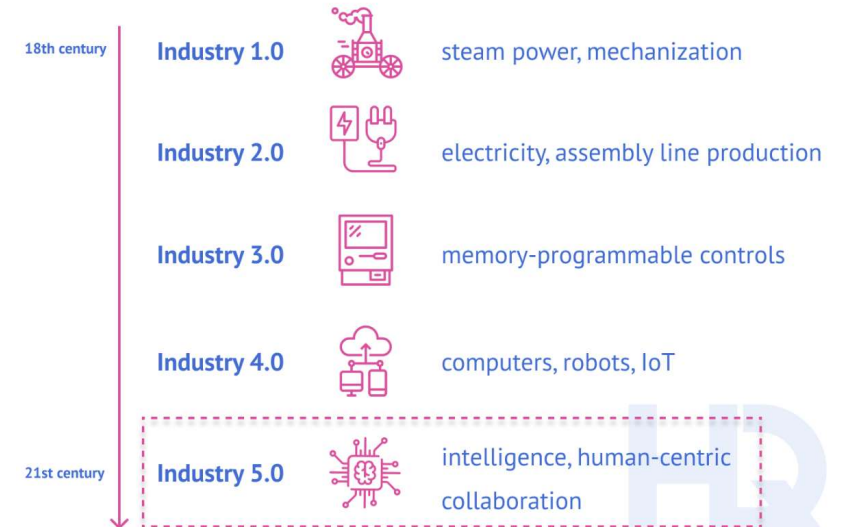 18th century
Industry 1.0
steam power, mechanization
Industry 2.0
electricity, assembly line production
Industry 3.0
memory-programmable controls
Industry 4.0
computers, robots, IoT
21st century
Industry 5.0
intelligence, human-centric
collaboration